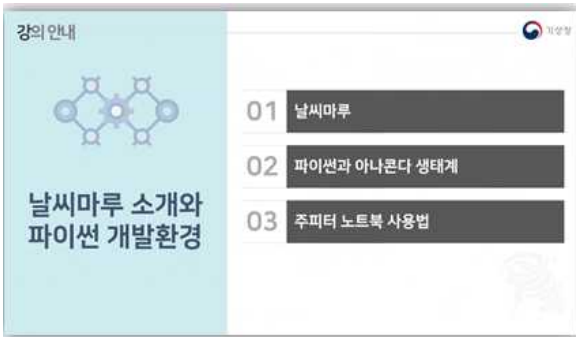 강의 안내
기상청
01 날씨마루
02 파이썬과 아나콘다 생태계
03 주피터 노트북 사용법
날씨마루 소개와
파이썬 개발환경